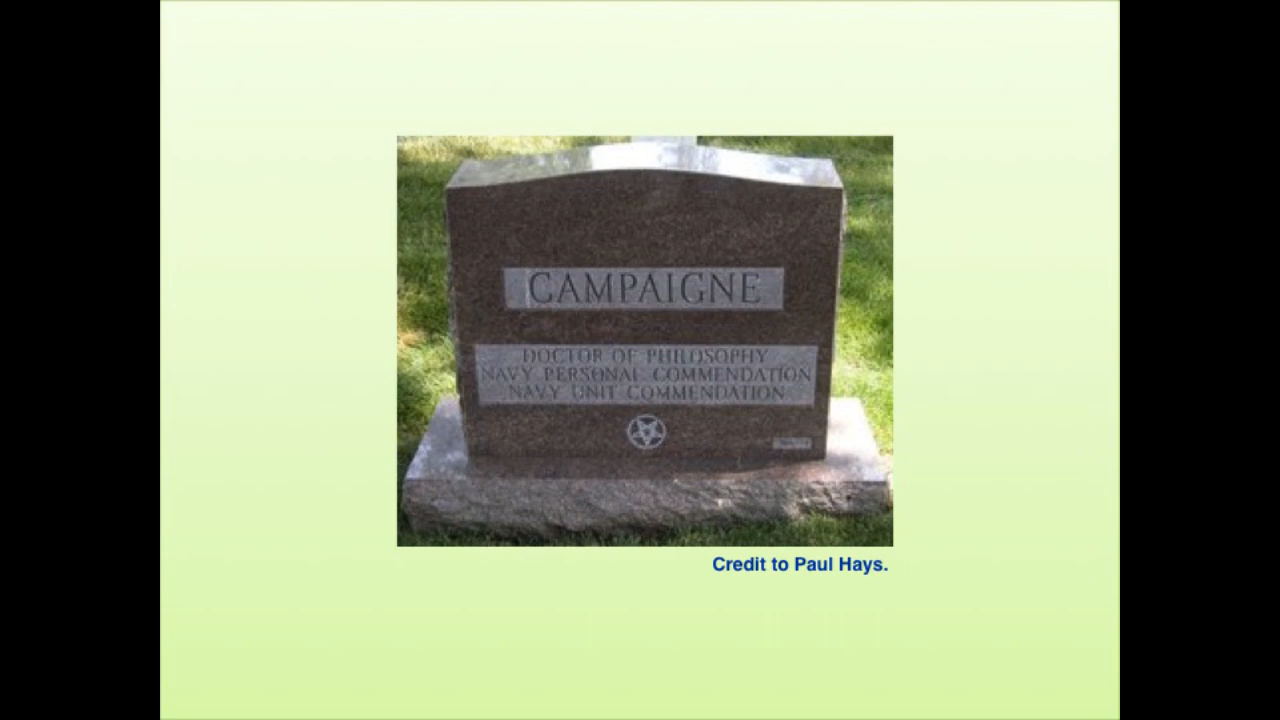 CAMPAIGNE
DOCTOR OF PHILOSOPHY
NAVY PERSONAL COMMENDATION
NAVY UNIT COMMENDATION
Credit to Paul Hays.